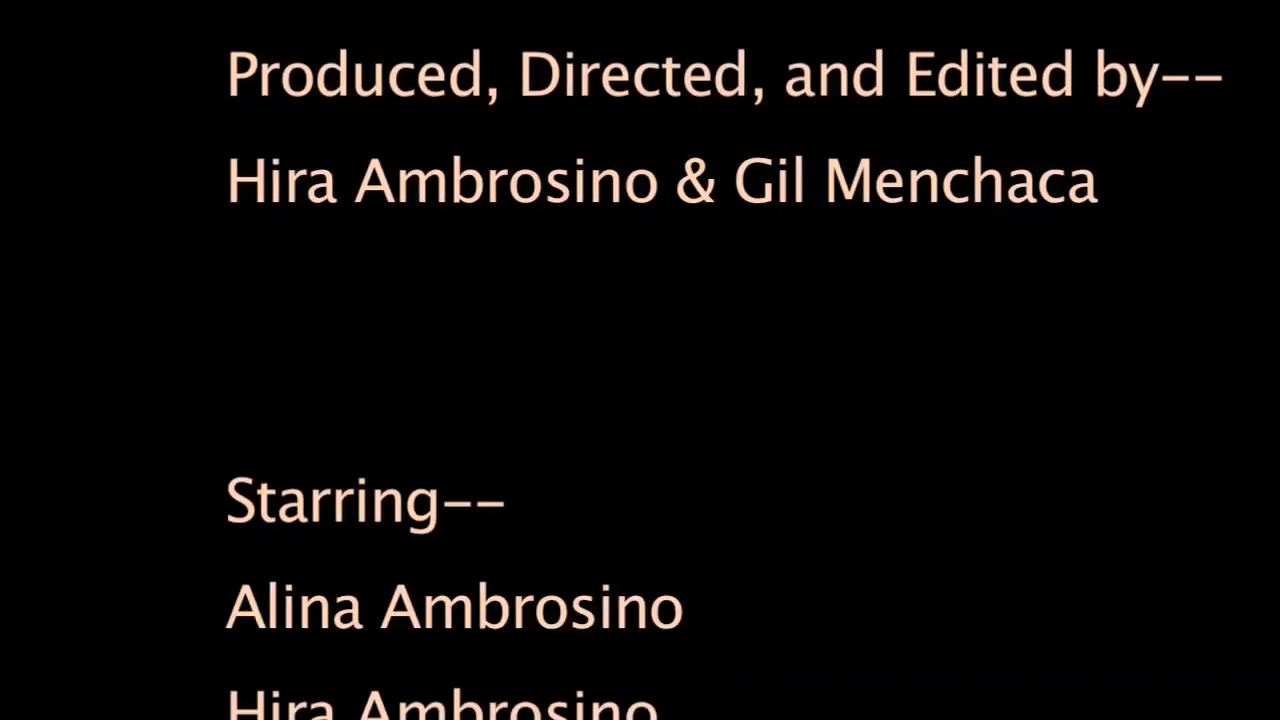 Produced, Directed, and Edited by--
Hira Ambrosino & Gil Menchaca
Starring--
Alina Ambrosino
Hira Ambrosino